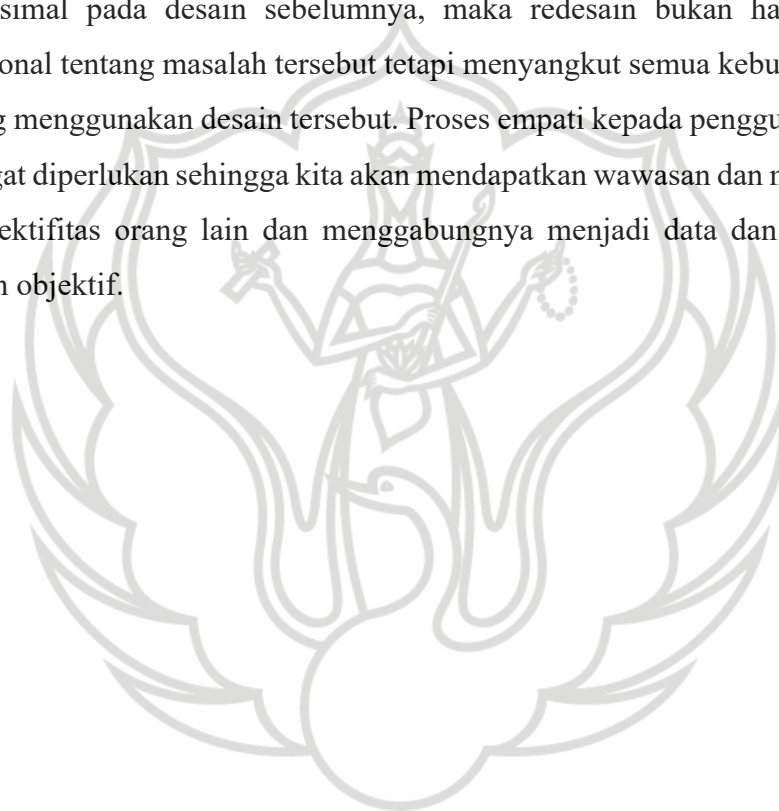 simal pada desain sebelumnya, maka redesain bukan ha
onal tentang masalah tersebut tetapi menyangkut semua kebu
g menggunakan desain tersebut. Proses empati kepada penggu
gat diperlukan sehingga kita akan mendapatkan wawasan dan
ektifitas orang lain dan menggabungnya menjadi data dan
n objektif.